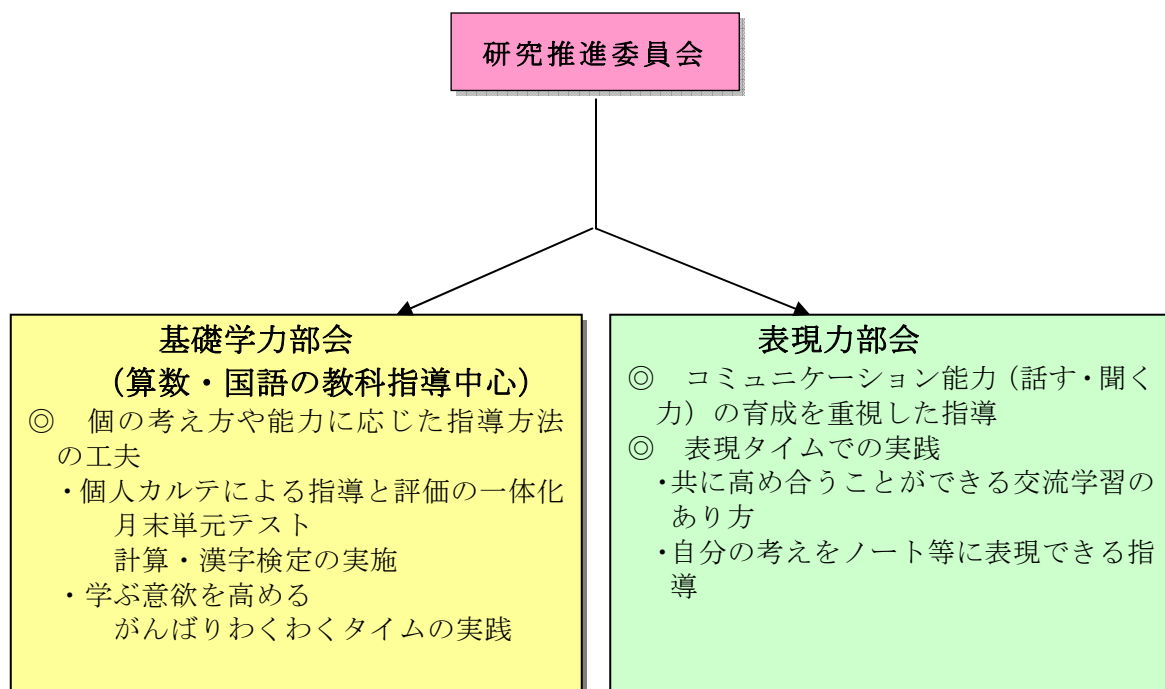 研究推進委員会
基礎学力部会
（算数・国語の教科指導中心）
◎　個の考え方や能力に応じた指導方法
の工夫
・個人カルテによる指導と評価の一体化
月末単元テスト
計算・漢字検定の実施
・学ぶ意欲を高める
がんばりわくわくタイムの実践
表現力部会
◎　コミュニケーション能力（話す・聞く
力）の育成を重視した指導
◎　表現タイムでの実践
・共に高め合うことができる交流学習の
あり方
・自分の考えをノート等に表現できる指
導